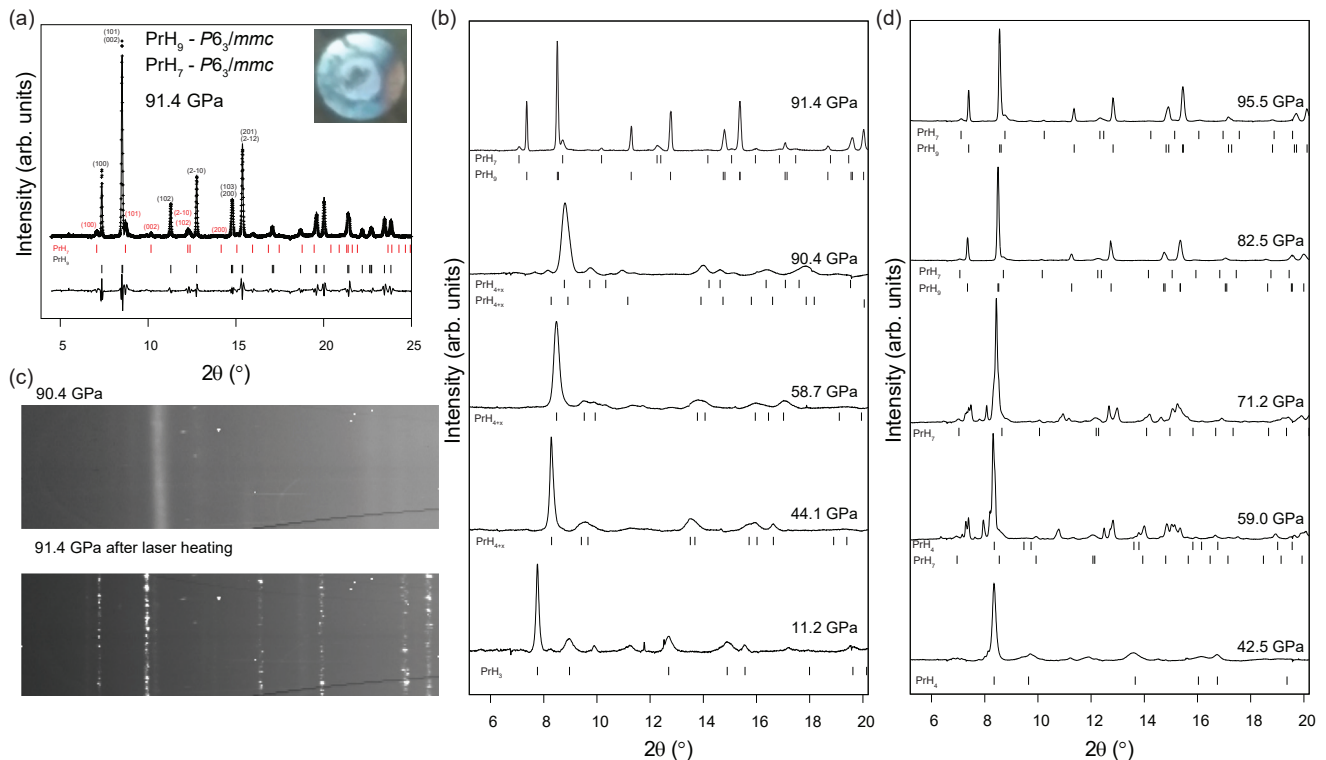 (a)
PrH9 - P63/mmc
PrH7 - P63/mmc
91.4 GPa
(101)
(002)
(100)
(201)
(2-12)
(2-10)
(103)
(200)
(102)
(100)
(101)
(002)
(2-10)
(102)
(200)
PrH7
PrH9
Intensity (arb. units)
5 10 15 20 25
2θ (°)
(c)
90.4 GPa
91.4 GPa after laser heating
(b)
Intensity (arb. units)
91.4 GPa
PrH7
PrH9
90.4 GPa
PrH4+x
PrH4+x
58.7 GPa
PrH4+x
44.1 GPa
PrH4+x
11.2 GPa
PrH3
6 8 10 12 14 16 18 20
2θ (°)
(d)
Intensity (arb. units)
95.5 GPa
PrH7
PrH9
82.5 GPa
PrH7
PrH9
71.2 GPa
PrH7
59.0 GPa
PrH4
PrH7
42.5 GPa
PrH4
6 8 10 12 14 16 18 20
2θ (°)